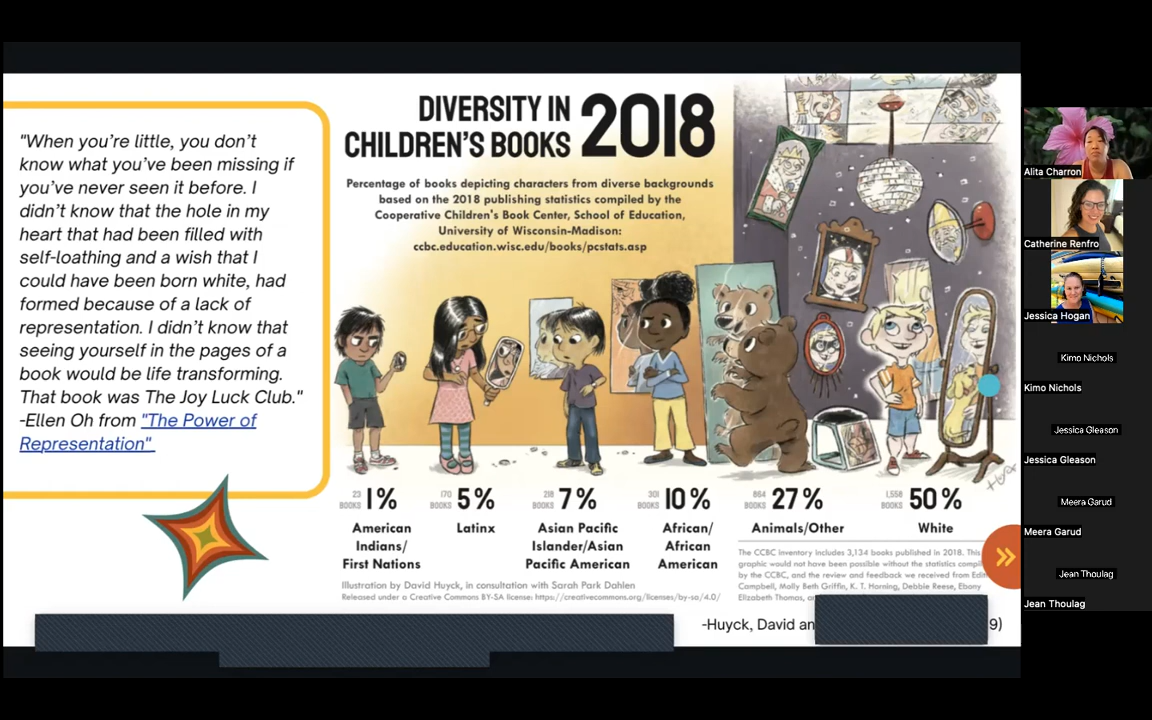 "When you're little, you don't
know what you've been missing if
you've never seen it before. I
didn't know that the hole in my
heart that had been filled with
self-loathing and a wish that I
could have been born white, had
formed because of a lack of
representation. I didn't know that
seeing yourself in the pages of a
book would be life transforming.
That book was The Joy Luck Club."
-Ellen Oh from "The Power of
Representation"
DIVERSITY IN
CHILDREN'S BOOKS 2018
Percentage of books depicting characters from diverse backgrounds
based on the 2018 publishing statistics compiled by the
Cooperative Children's Book Center, School of Education,
University of Wisconsin-Madison:
ccbc.education.wisc.edu/books/pcstats.asp
23 BOOKS 1%
American
Indians/
First Nations
170 BOOKS 5%
Latinx
218 BOOKS 7%
Asian Pacific
Islander/Asian
Pacific American
301 BOOKS 10%
African/
African
American
864 BOOKS 27%
Animals/Other
1,558 BOOKS 50%
White
Illustration by David Huyck, in consultation with Sarah Park Dahlen
Released under a Creative Commons BY-SA license: https://creativecommons.org/licenses/by-sa/4.0/
The CCBC inventory includes 3,134 books published in 2018. This
graphic would not have been possible without the statistics
by the CCBC, and the review and feedback we received from
Campbell, Molly Beth Griffin, K. T. Horning, Debbie Reese, Ebony
Elizabeth Thomas,
-Huyck, David an
9)
Alita Charron
Catherine Renfro
Jessica Hogan
Kimo Nichols
Kimo Nichols
Jessica Gleason
Jessica Gleason
Meera Garud
Meera Garud
Jean Thoulag
Jean Thoulag